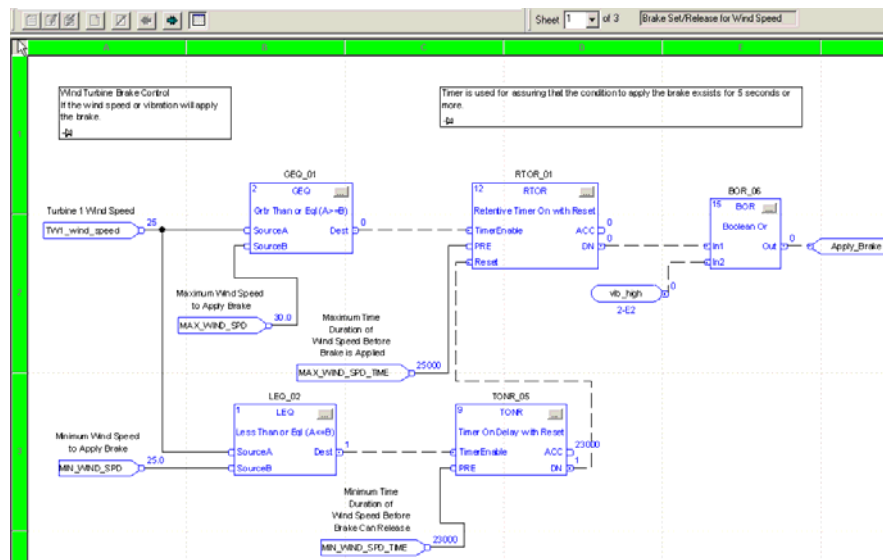 Sheet 1 of 3 Brake Set/Release for Wind Speed
A B C D E
1
Wind Turbine Brake Control
If the wind speed or vibration will apply
the brake.
Timer is used for assuring that the condition to apply the brake exsists for 5 seconds or
more.
GEQ_01
2
GEQ
...
Grtr Than or Eql (A>=B)
SourceA Dest 0
SourceB
RTOR_01
12
RTOR
...
Retentive Timer On with Reset
TimerEnable ACC 0
PRE DN 0
Reset
BOR_06
15
BOR
...
Boolean Or
In1 Out 0
In2
Apply_Brake
Turbine 1 Wind Speed
TW1_wind_speed 25
2
vib_high 0
2-E2
Maximum Wind Speed
to Apply Brake
MAX_WIND_SPD 30.0
Maximum Time
Duration of
Wind Speed Before
Brake is Applied
MAX_WIND_SPD_TIME 25000
LEQ_02
1
LEQ
...
Less Than or Eql (A<=B)
SourceA Dest 1
SourceB
TONR_05
9
TONR
...
Timer On Delay with Reset
TimerEnable ACC 23000
PRE DN 1
3
Minimum Wind Speed
to Apply Brake
MIN_WIND_SPD 25.0
Minimum Time
Duration of
Wind Speed Before
Brake Can Release
MIN_WIND_SPD_TIME 23000